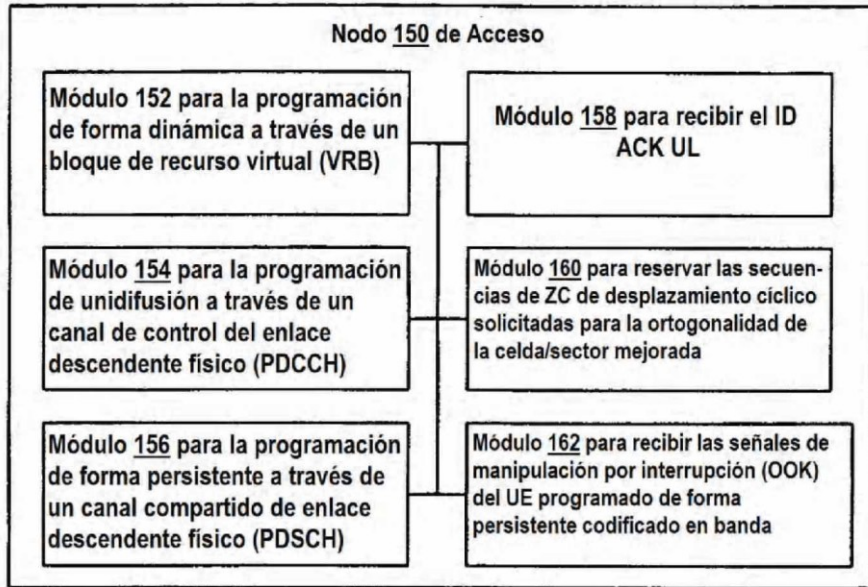 Nodo 150 de Acceso
Módulo 152 para la programación
de forma dinámica a través de un
bloque de recurso virtual (VRB)
Módulo 158 para recibir el ID
ACK UL
Módulo 154 para la programación
de unidifusión a través de un
canal de control del enlace
descendente físico (PDCCH)
Módulo 160 para reservar las secuen-
cias de ZC de desplazamiento cíclico
solicitadas para la ortogonalidad de
la celda/sector mejorada
Módulo 156 para la programación
de forma persistente a través de
un canal compartido de enlace
descendente físico (PDSCH)
Módulo 162 para recibir las señales de
manipulación por interrupción (OOK)
del UE programado de forma
persistente codificado en banda